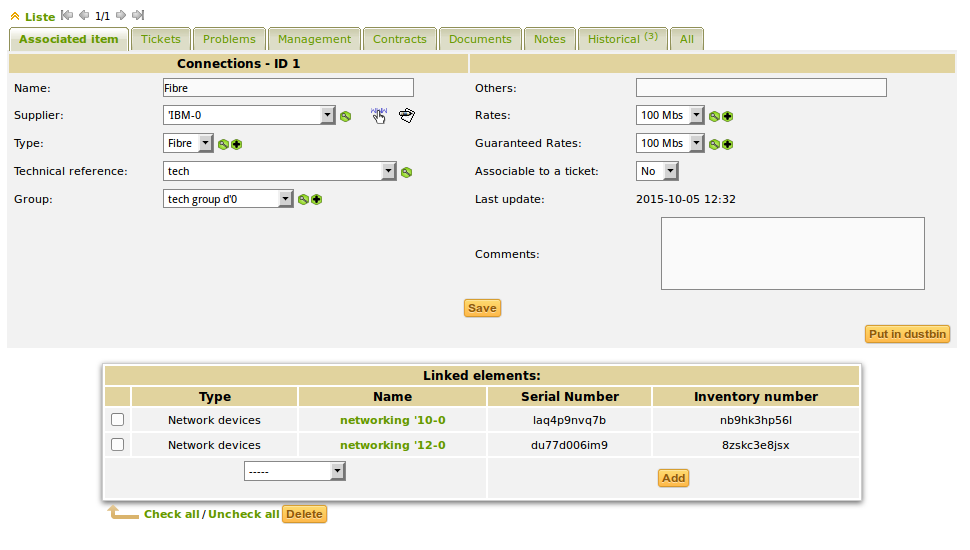 Liste 1/1
Associated item Tickets Problems Management Contracts Documents Notes Historical (3) All
Connections - ID 1
Name: Fibre Others:
Supplier: 'IBM-0 Rates: 100 Mbs
Type: Fibre Guaranteed Rates: 100 Mbs
Technical reference: tech Associable to a ticket: No
Group: tech group d'0 Last update: 2015-10-05 12:32
Comments:
Save
Put in dustbin
Linked elements:
Type Name Serial Number Inventory number
Network devices networking '10-0 laq4p9nvq7b nb9hk3hp56l
Network devices networking '12-0 du77d006im9 8zskc3e8jsx
----- Add
Check all / Uncheck all Delete